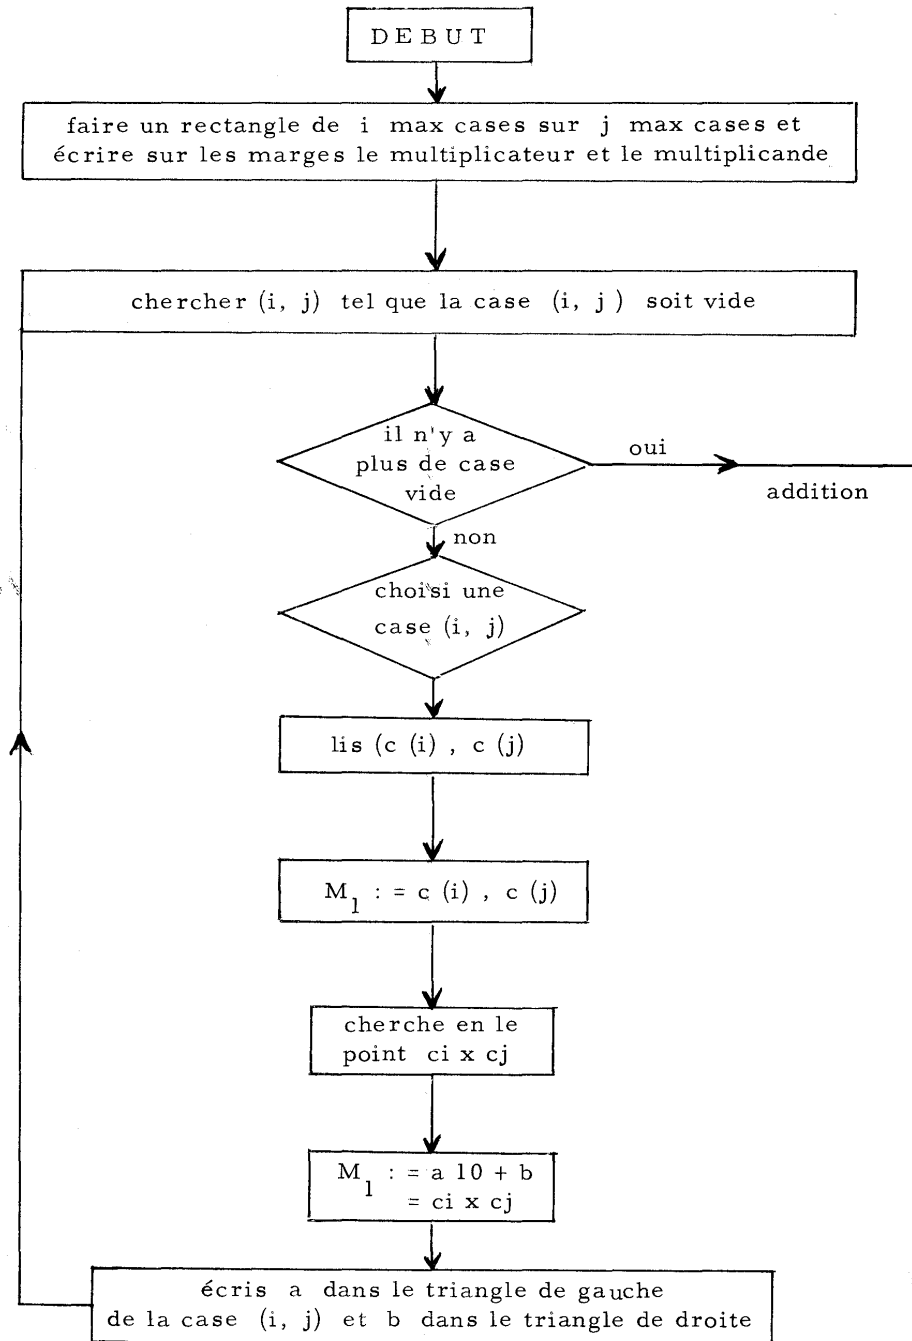 DEBUT
faire un rectangle de i max cases sur j max cases et
écrire sur les marges le multiplicateur et le multiplicande
chercher (i, j) tel que la case (i, j ) soit vide
il n'y a
plus de case
vide
oui
addition
non
choisi une
case (i, j)
lis (c (i) , c (j)
M1 : = c (i) , c (j)
cherche en le
point ci x cj
M1 : = a 10 + b
= ci x cj
écris a dans le triangle de gauche
de la case (i, j) et b dans le triangle de droite